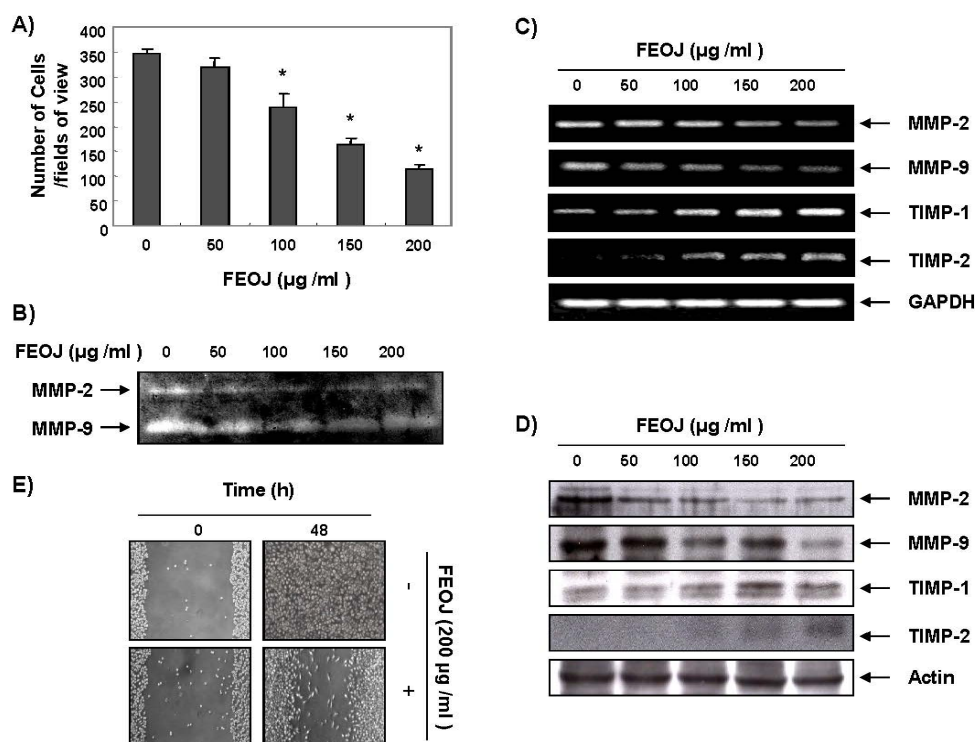 A)
Number of Cells
/fields of view
400
350
300
250
200
150
100
50
0
*
*
*
0 50 100 150 200
FEOJ (µg /ml )
B)
FEOJ (µg /ml )
0 50 100 150 200
MMP-2
MMP-9
E)
Time (h)
0 48
-
+
FEOJ (200 µg /ml)
C)
FEOJ (µg /ml )
0 50 100 150 200
MMP-2
MMP-9
TIMP-1
TIMP-2
GAPDH
D)
FEOJ (µg /ml )
0 50 100 150 200
MMP-2
MMP-9
TIMP-1
TIMP-2
Actin